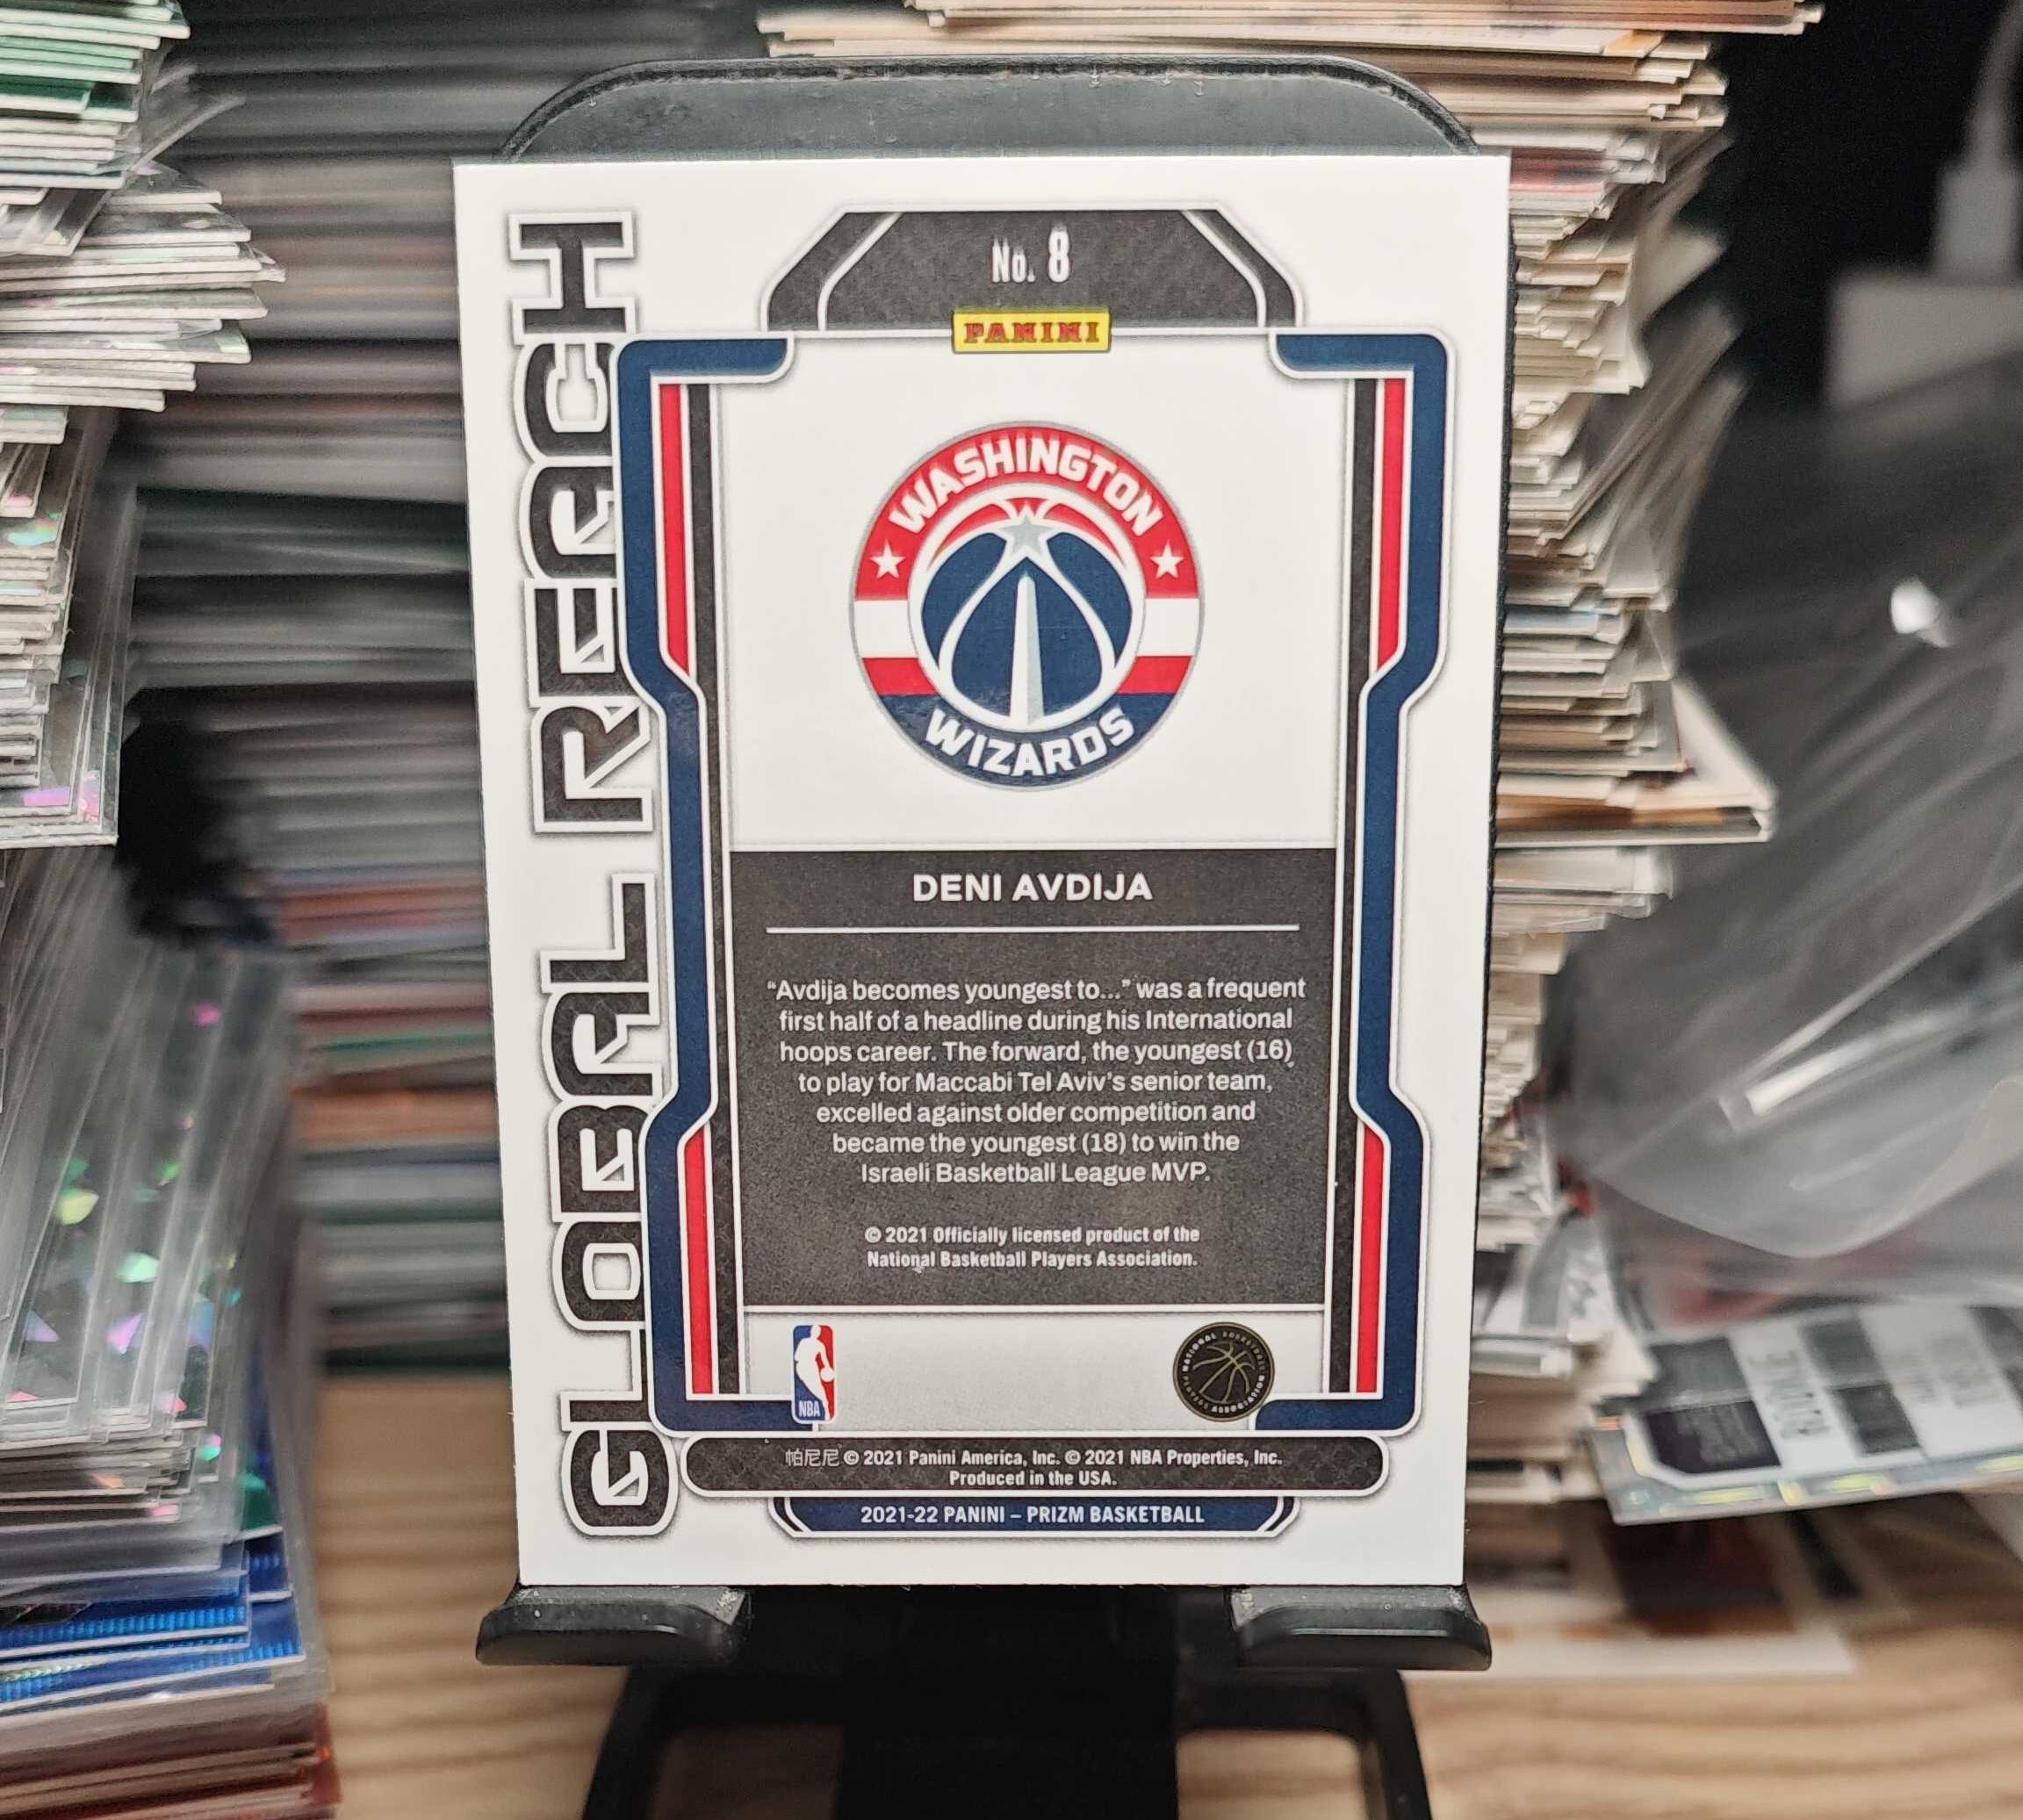 No. 8
PANINI
GLOBAL REACH
WASHINGTON
WIZARDS
DENI AVDIJA
"Avdija becomes youngest to..." was a frequent
first half of a headline during his International
hoops career. The forward, the youngest (16)
to play for Maccabi Tel Aviv's senior team,
excelled against older competition and
became the youngest (18) to win the
Israeli Basketball League MVP.
© 2021 Officially licensed product of the
National Basketball Players Association.
NBA
NATIONAL BASKETBALL PLAYERS ASSOCIATION
帕尼尼 © 2021 Panini America, Inc. © 2021 NBA Properties, Inc.
Produced in the USA.
2021-22 PANINI – PRIZM BASKETBALL